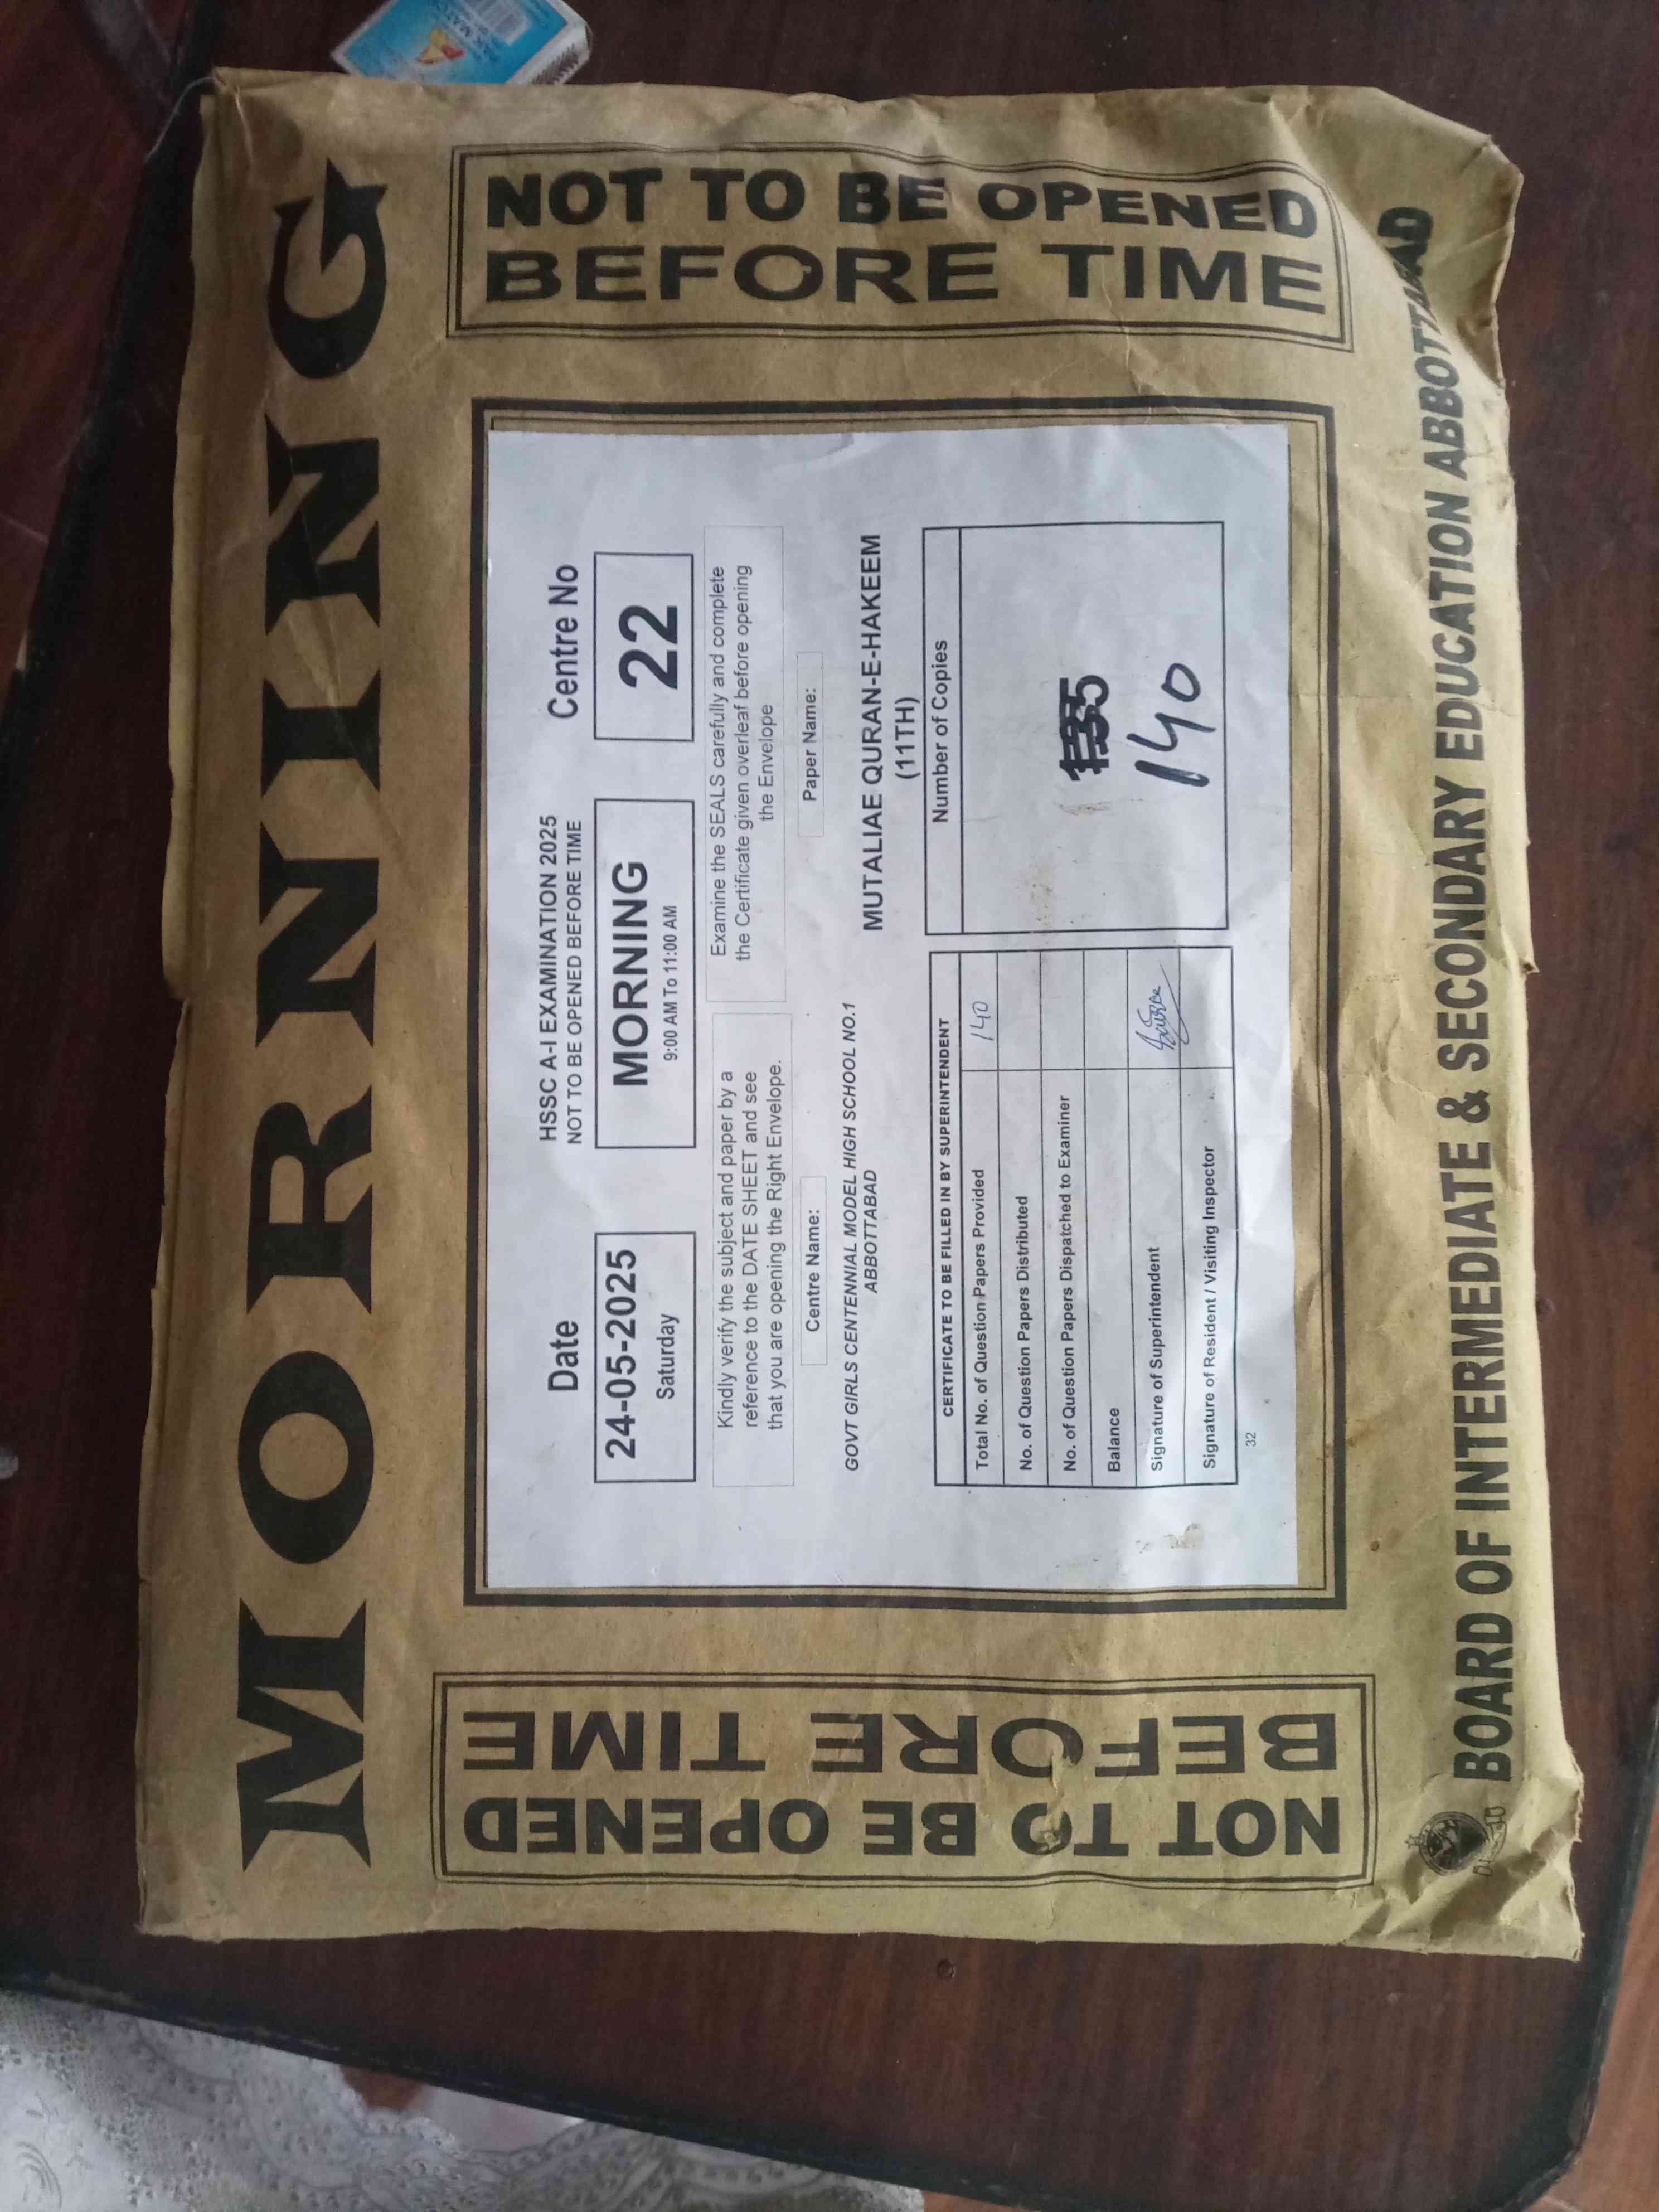 MORNING
NOT TO BE OPENED
BEFORE TIME
HSSC A-I EXAMINATION 2025
NOT TO BE OPENED BEFORE TIME
Date
24-05-2025
Saturday
MORNING
9:00 AM To 11:00 AM
Centre No
22
Kindly verify the subject and paper by a
reference to the DATE SHEET and see
that you are opening the Right Envelope.
Examine the SEALS carefully and complete
the Certificate given overleaf before opening
the Envelope
Centre Name:
GOVT GIRLS CENTENNIAL MODEL HIGH SCHOOL NO.1
ABBOTTABAD
Paper Name:
MUTALIAE QURAN-E-HAKEEM
(11TH)
CERTIFICATE TO BE FILLED IN BY SUPERINTENDENT
Total No. of Question Papers Provided 140
No. of Question Papers Distributed
No. of Question Papers Dispatched to Examiner
Balance
Signature of Superintendent
Signature of Resident / Visiting Inspector
32
Number of Copies
140
NOT TO BE OPENED
BEFORE TIME
BOARD OF INTERMEDIATE & SECONDARY EDUCATION ABBOTTABAD